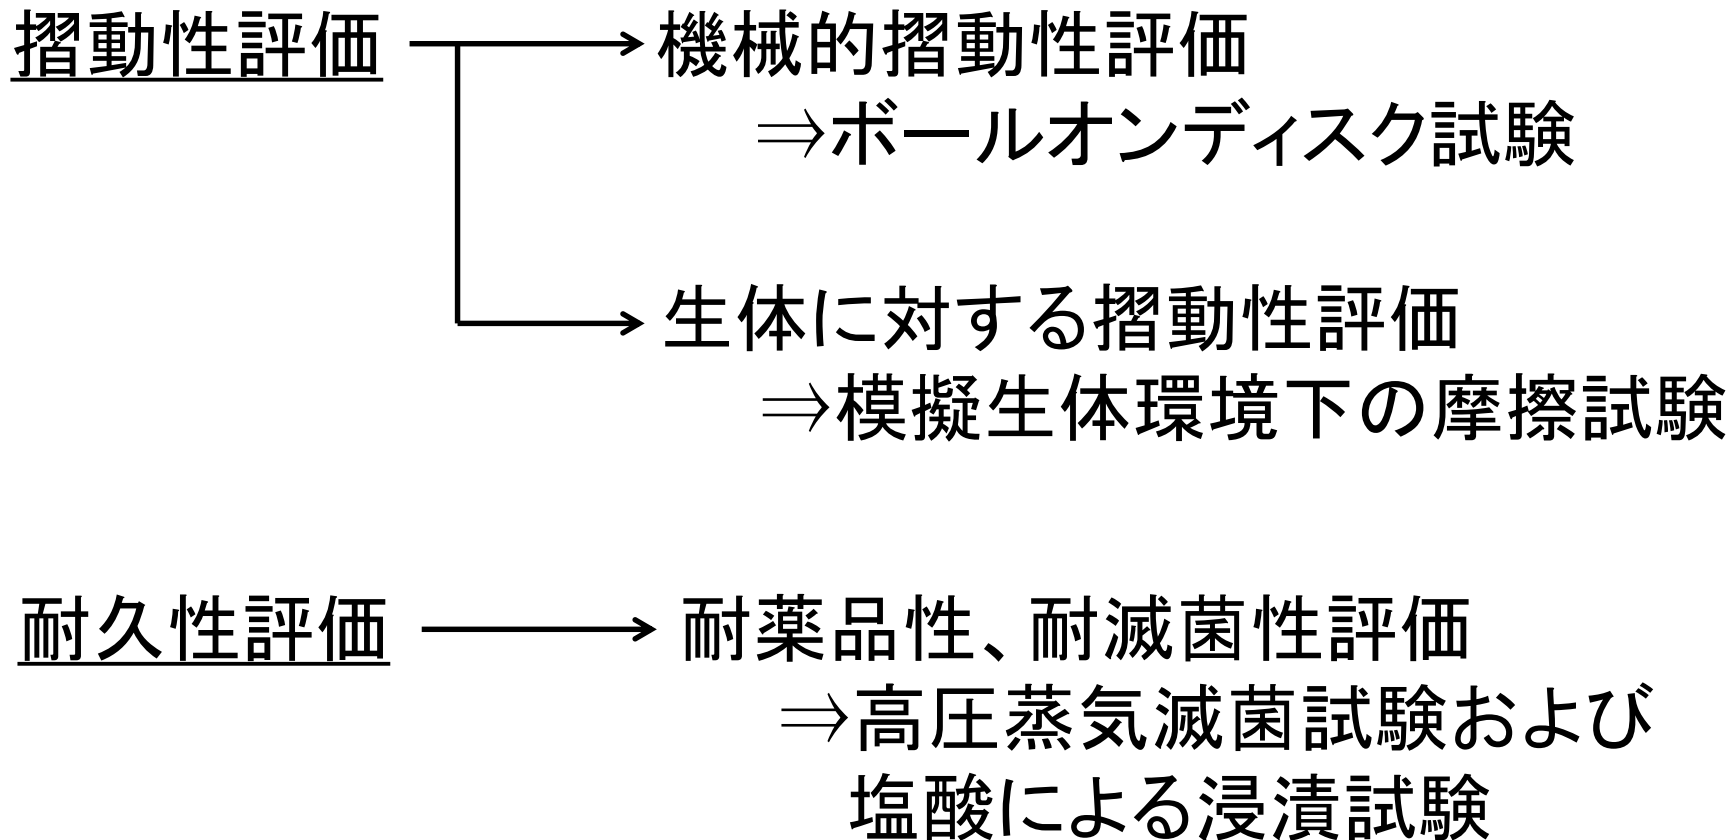 摺動性評価
機械的摺動性評価
⇒ボールオンディスク試験
生体に対する摺動性評価
⇒模擬生体環境下の摩擦試験
耐久性評価
耐薬品性、耐滅菌性評価
⇒高圧蒸気滅菌試験および
塩酸による浸漬試験